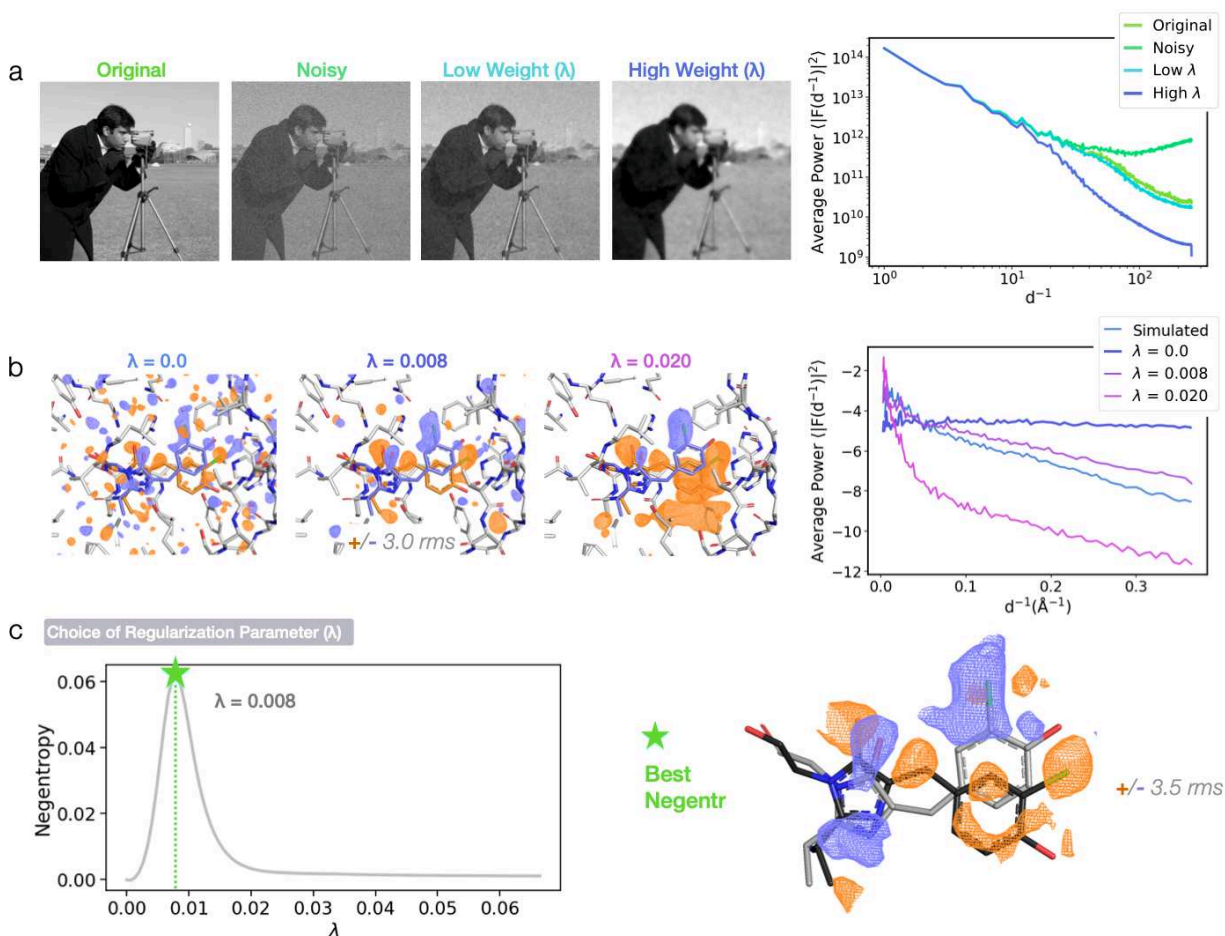 a
Original
Noisy
Low Weight (λ)
High Weight (λ)
Average Power ⟨|F(d⁻¹)|²⟩
10¹⁴
10¹³
10¹²
10¹¹
10¹⁰
10⁹
10⁰
10¹
10²
d⁻¹
Original
Noisy
Low λ
High λ
b
λ = 0.0
λ = 0.008
λ = 0.020
+/- 3.0 rms
Average Power ⟨|F(d⁻¹)|²⟩
−2
−4
−6
−8
−10
−12
0.0
0.1
0.2
0.3
d⁻¹(Å⁻¹)
Simulated
λ = 0.0
λ = 0.008
λ = 0.020
c
Choice of Regularization Parameter (λ)
Negentropy
0.06
0.04
0.02
0.00
λ = 0.008
0.00
0.01
0.02
0.03
0.04
0.05
0.06
λ
Best
Negentr
+/- 3.5 rms